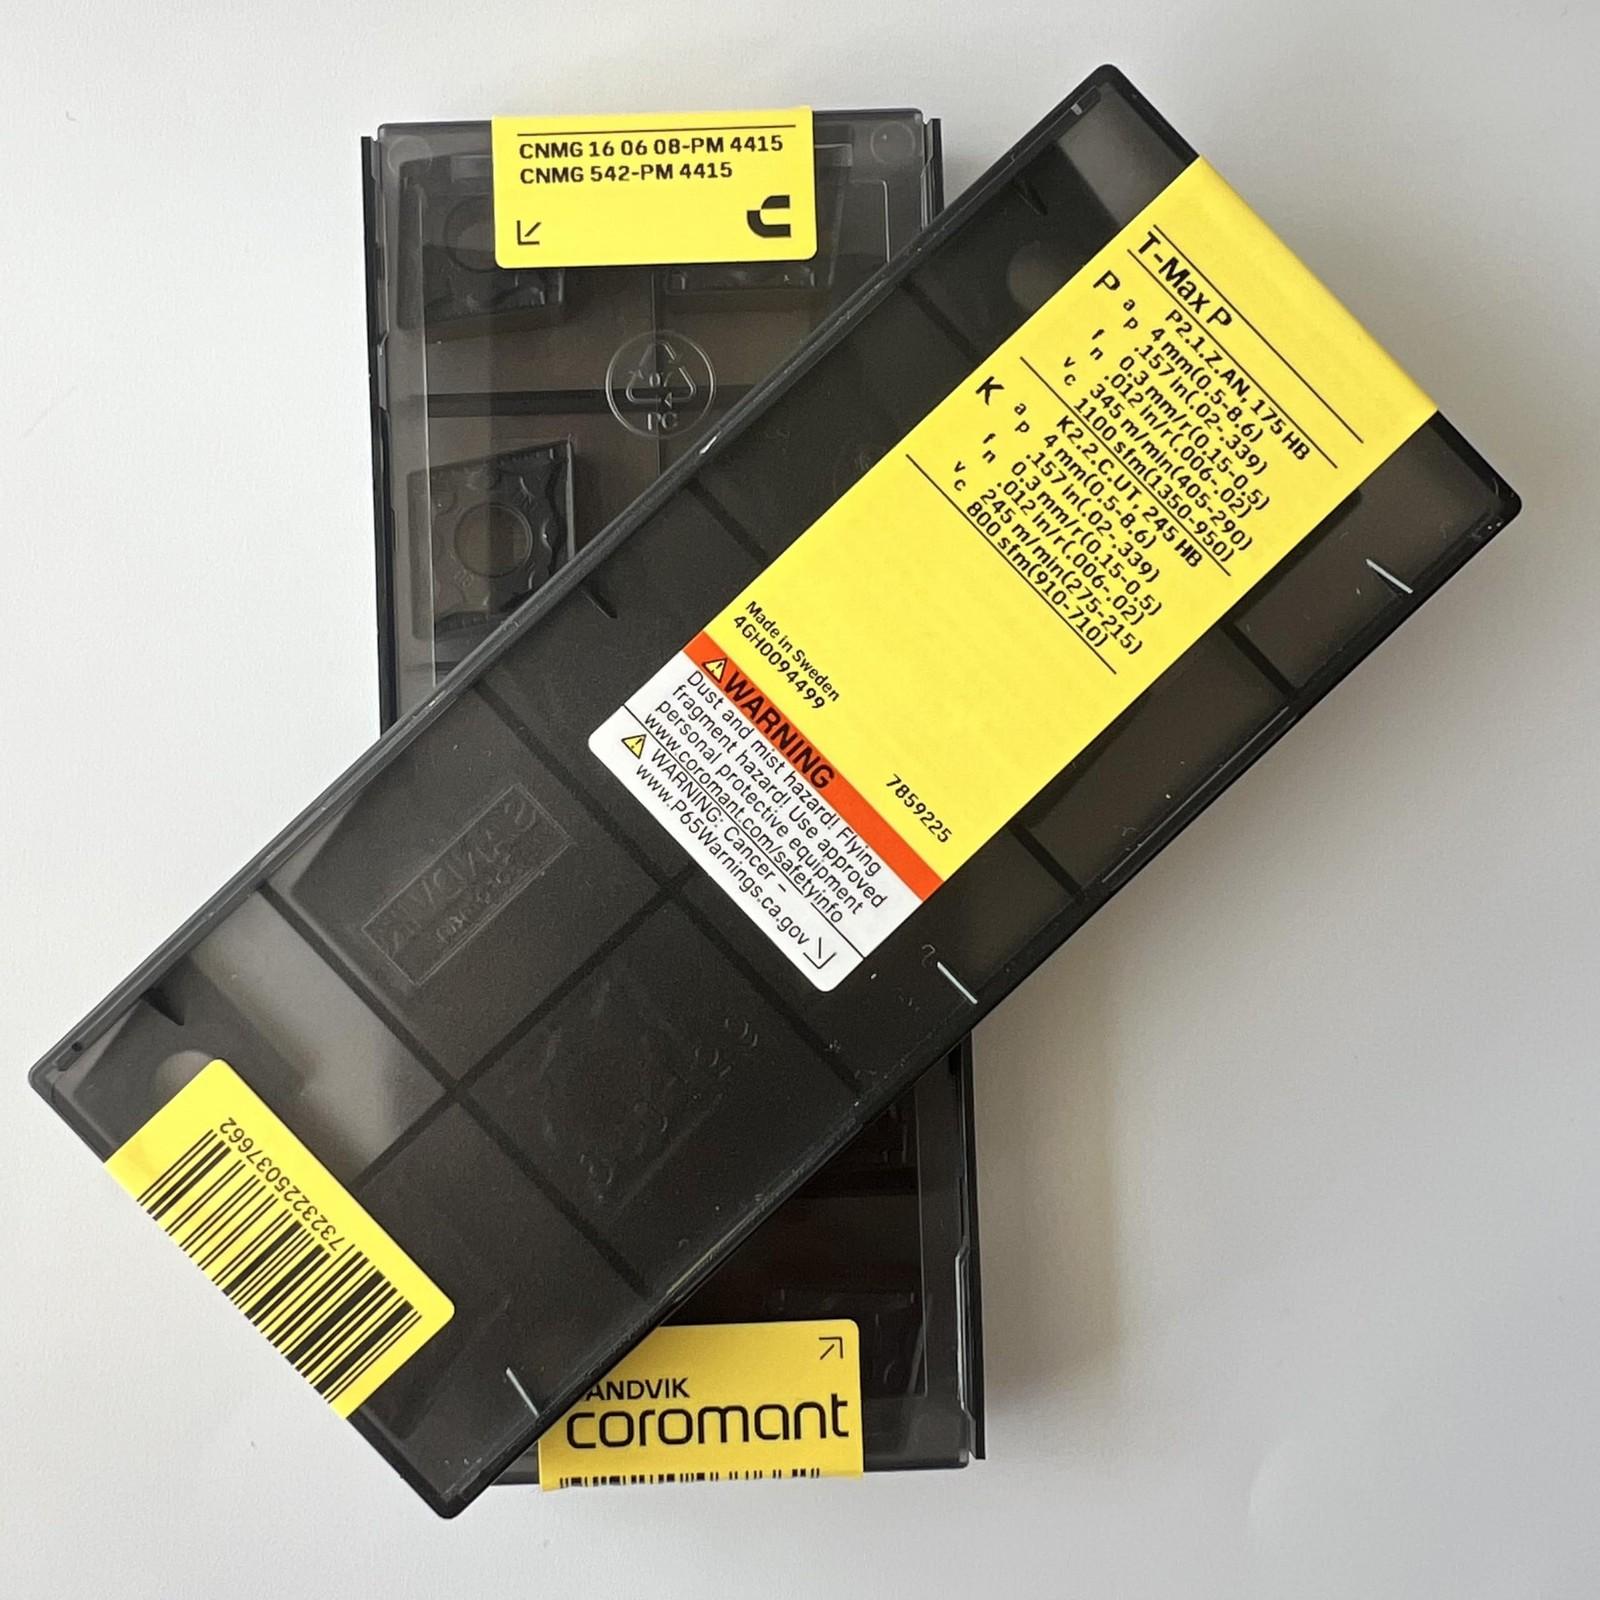 CNMG 16 06 08-PM 4415
CNMG 542-PM 4415
PC
T-Max P
P P2.1.Z.AN, 175 HB
ap 4 mm(0.5-8.6)
.157 in(.02-.339)
fn 0.3 mm/r(0.15-0.5)
.012 in/r(.006-.02)
vc 345 m/min(405-290)
1100 sfm(1350-950)
K K2.2.C.UT, 245 HB
ap 4 mm(0.5-8.6)
.157 in(.02-.339)
fn 0.3 mm/r(0.15-0.5)
.012 in/r(.006-.02)
vc 245 m/min(275-215)
800 sfm(910-710)
Made in Sweden
4GH0094499
7859225
WARNING
Dust and mist hazard! Flying
fragment hazard! Use approved
personal protective equipment
www.coromant.com/safetyinfo
WARNING: Cancer –
www.P65Warnings.ca.gov
7323225037662
ANDVIK
coromant